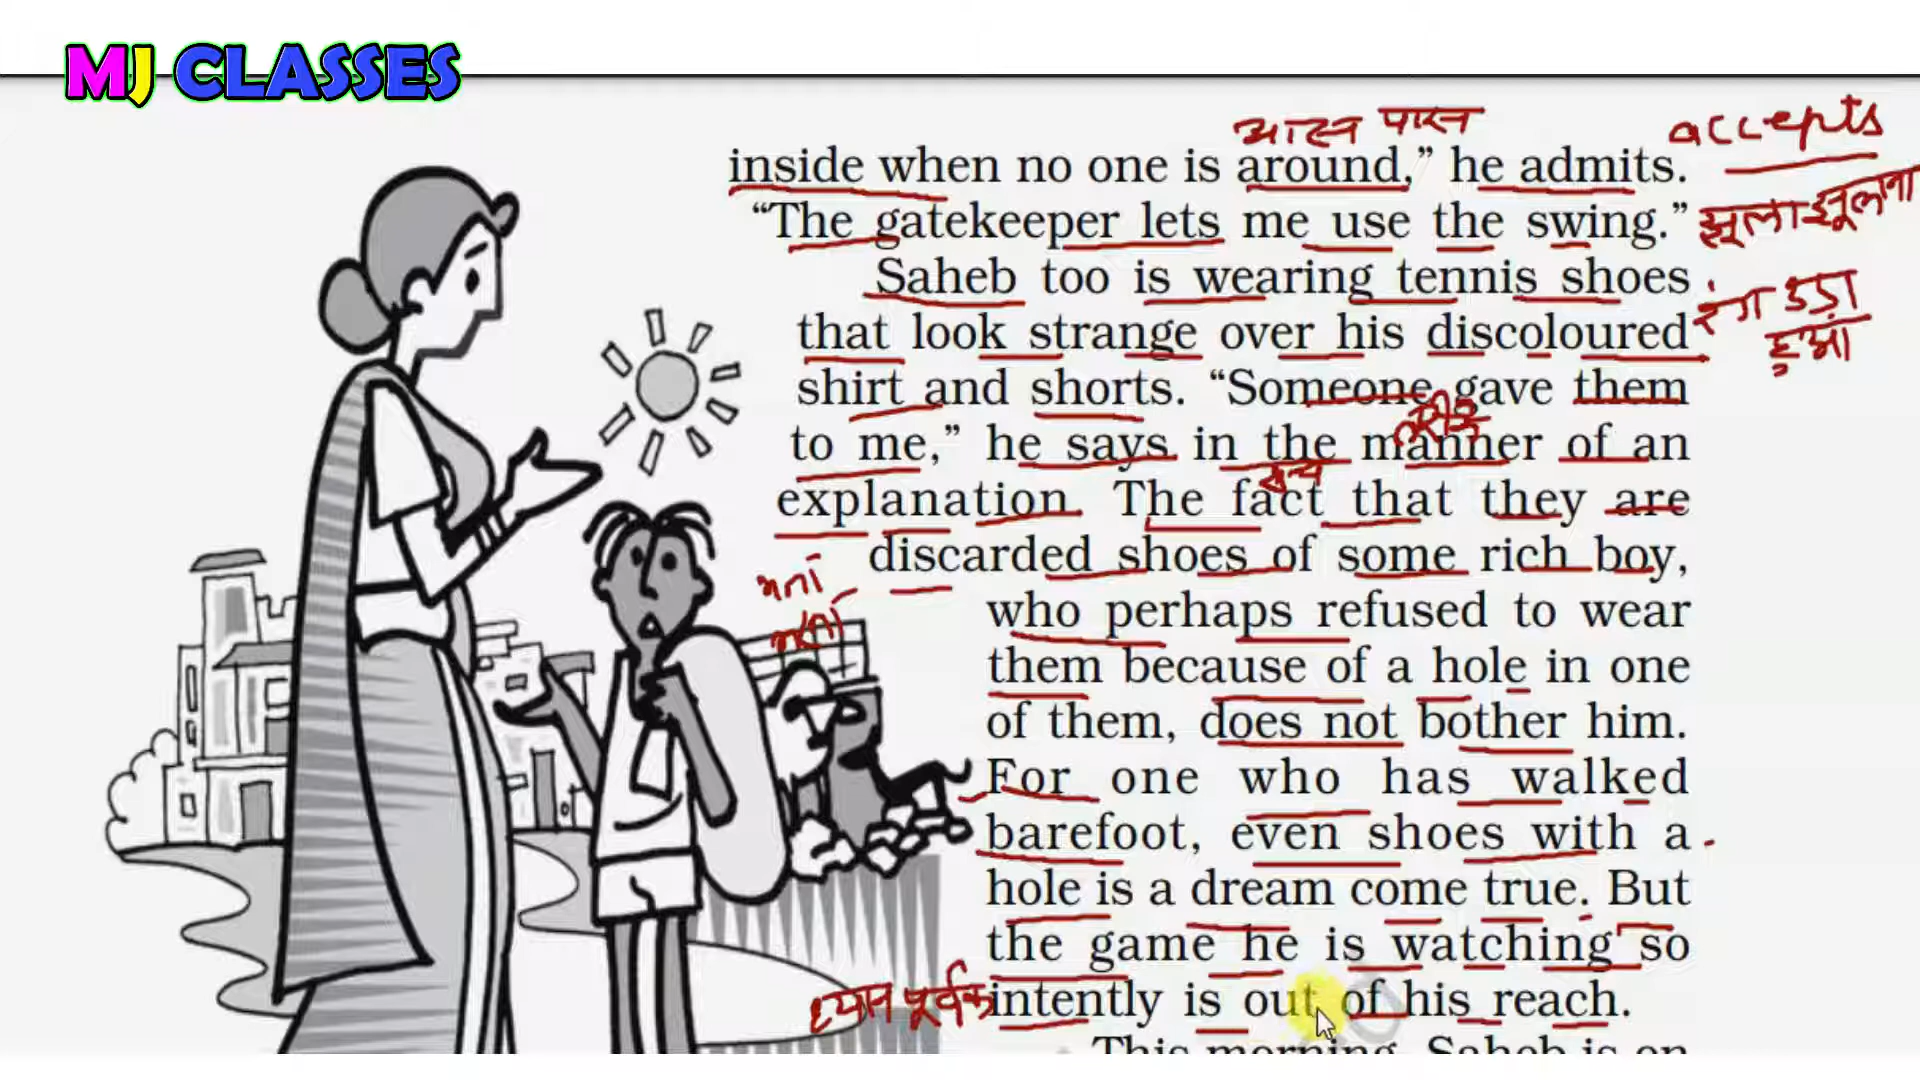 MJ CLASSES
आस पास
accepts
inside when no one is around,” he admits.
झूला झूलना
“The gatekeeper lets me use the swing.”
Saheb too is wearing tennis shoes
रंग उड़ा
that look strange over his discoloured
हुआ
shirt and shorts. “Someone gave them
to me,” he says in the manner of an
explanation. The fact that they are
discarded shoes of some rich boy,
who perhaps refused to wear
them because of a hole in one
of them, does not bother him.
For one who has walked
barefoot, even shoes with a
hole is a dream come true. But
the game he is watching so
ध्यान पूर्वक
intently is out of his reach.
This morning, Saheb is on